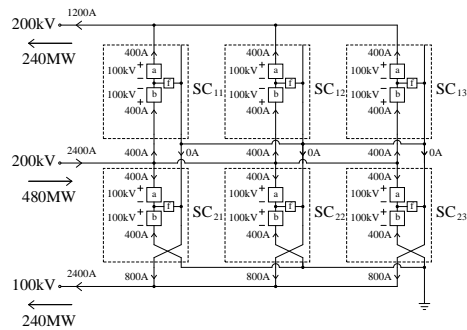 200kV 1200A
240MW
400A 400A 400A
100kV + a − 100kV + a − 100kV + a −
f SC11 f SC12 f SC13
100kV − b + 100kV − b + 100kV − b +
400A 400A 400A
200kV 2400A 400A 0A 400A 0A 400A 0A
480MW
400A 400A 400A
100kV + a − 100kV + a − 100kV + a −
f SC21 f SC22 f SC23
100kV + b − 100kV + b − 100kV + b −
400A 400A 400A
100kV 2400A 800A 800A 800A
240MW